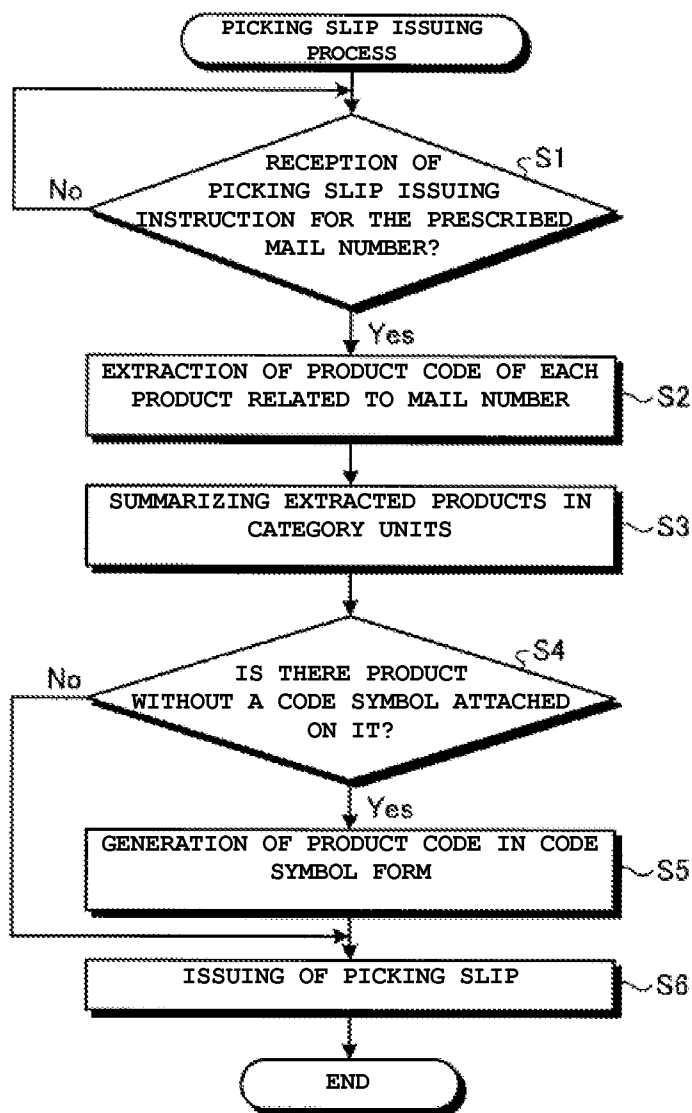 PICKING SLIP ISSUING
PROCESS
RECEPTION OF
PICKING SLIP ISSUING
INSTRUCTION FOR THE PRESCRIBED
MAIL NUMBER?
S1
No
Yes
EXTRACTION OF PRODUCT CODE OF EACH
PRODUCT RELATED TO MAIL NUMBER
S2
SUMMARIZING EXTRACTED PRODUCTS IN
CATEGORY UNITS
S3
IS THERE PRODUCT
WITHOUT A CODE SYMBOL ATTACHED
ON IT?
S4
No
Yes
GENERATION OF PRODUCT CODE IN CODE
SYMBOL FORM
S5
ISSUING OF PICKING SLIP
S6
END